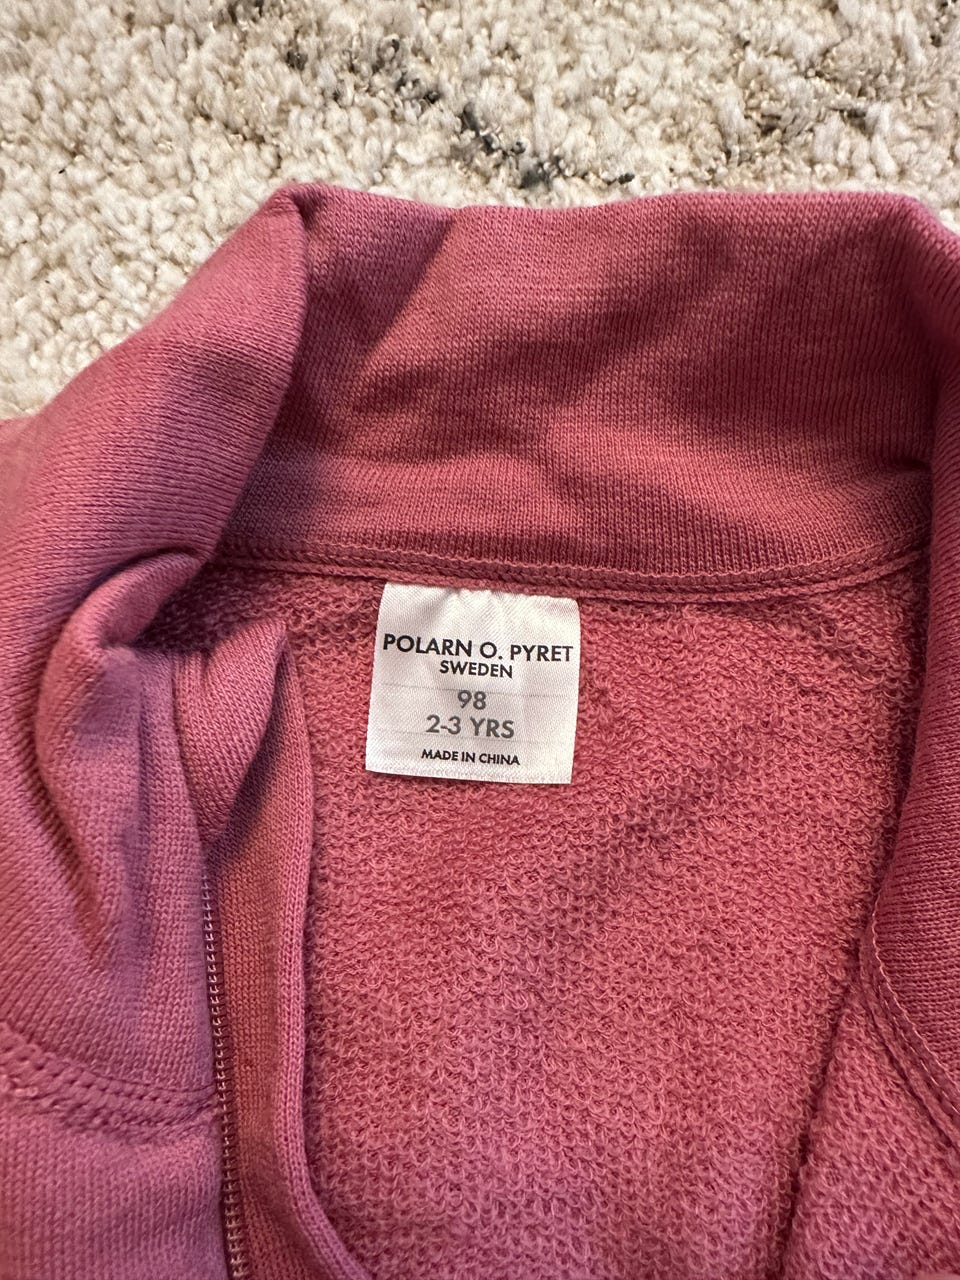 POLARN O. PYRET
SWEDEN
98
2-3 YRS
MADE IN CHINA